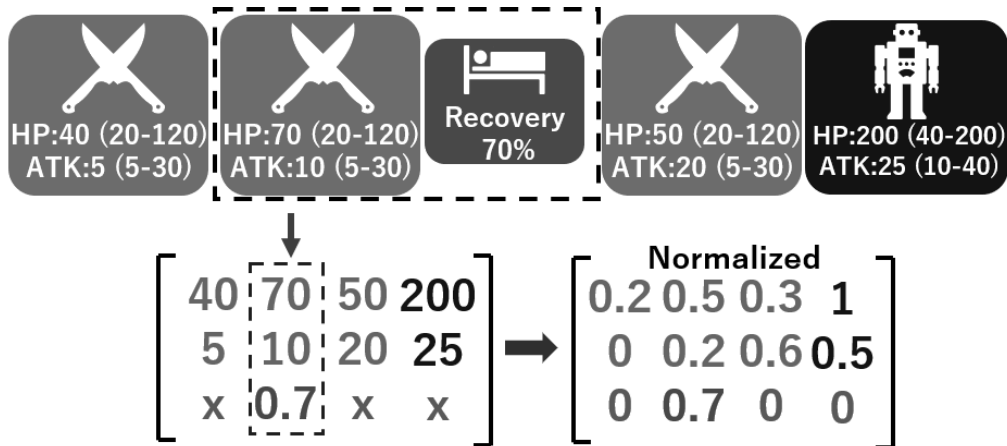 HP:40 (20-120)
ATK:5 (5-30)
HP:70 (20-120)
ATK:10 (5-30)
Recovery
70%
HP:50 (20-120)
ATK:20 (5-30)
HP:200 (40-200)
ATK:25 (10-40)
40 70 50 200
5 10 20 25
x 0.7 x x
Normalized
0.2 0.5 0.3 1
0 0.2 0.6 0.5
0 0.7 0 0